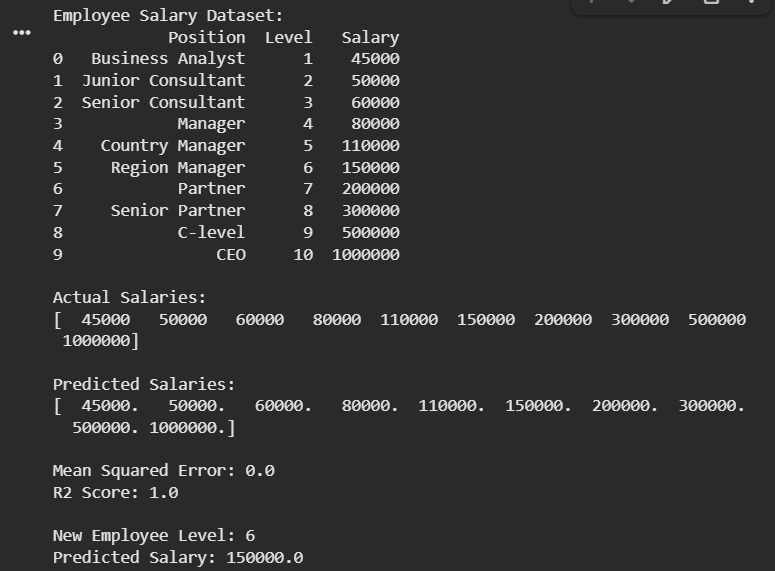 Employee Salary Dataset:
Position Level Salary
0 Business Analyst 1 45000
1 Junior Consultant 2 50000
2 Senior Consultant 3 60000
3 Manager 4 80000
4 Country Manager 5 110000
5 Region Manager 6 150000
6 Partner 7 200000
7 Senior Partner 8 300000
8 C-level 9 500000
9 CEO 10 1000000
Actual Salaries:
[ 45000 50000 60000 80000 110000 150000 200000 300000 500000
1000000]
Predicted Salaries:
[ 45000. 50000. 60000. 80000. 110000. 150000. 200000. 300000.
500000. 1000000.]
Mean Squared Error: 0.0
R2 Score: 1.0
New Employee Level: 6
Predicted Salary: 150000.0